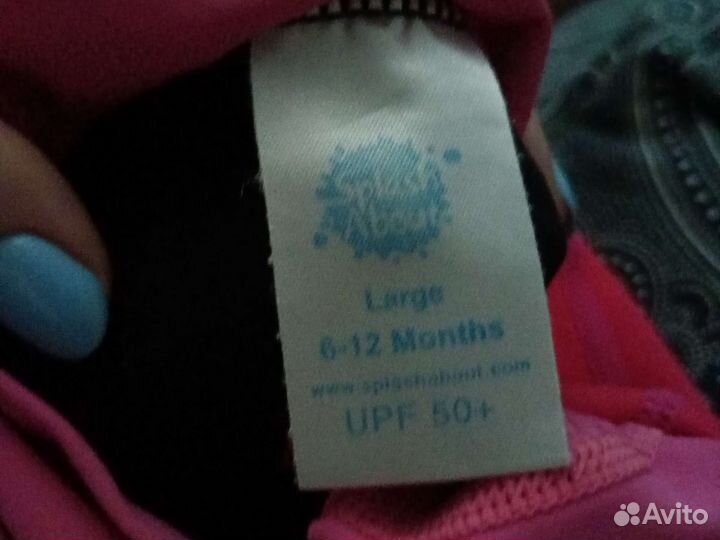 Splash
About
Large
6-12 Months
www.splashabout.com
UPF 50+
Avito